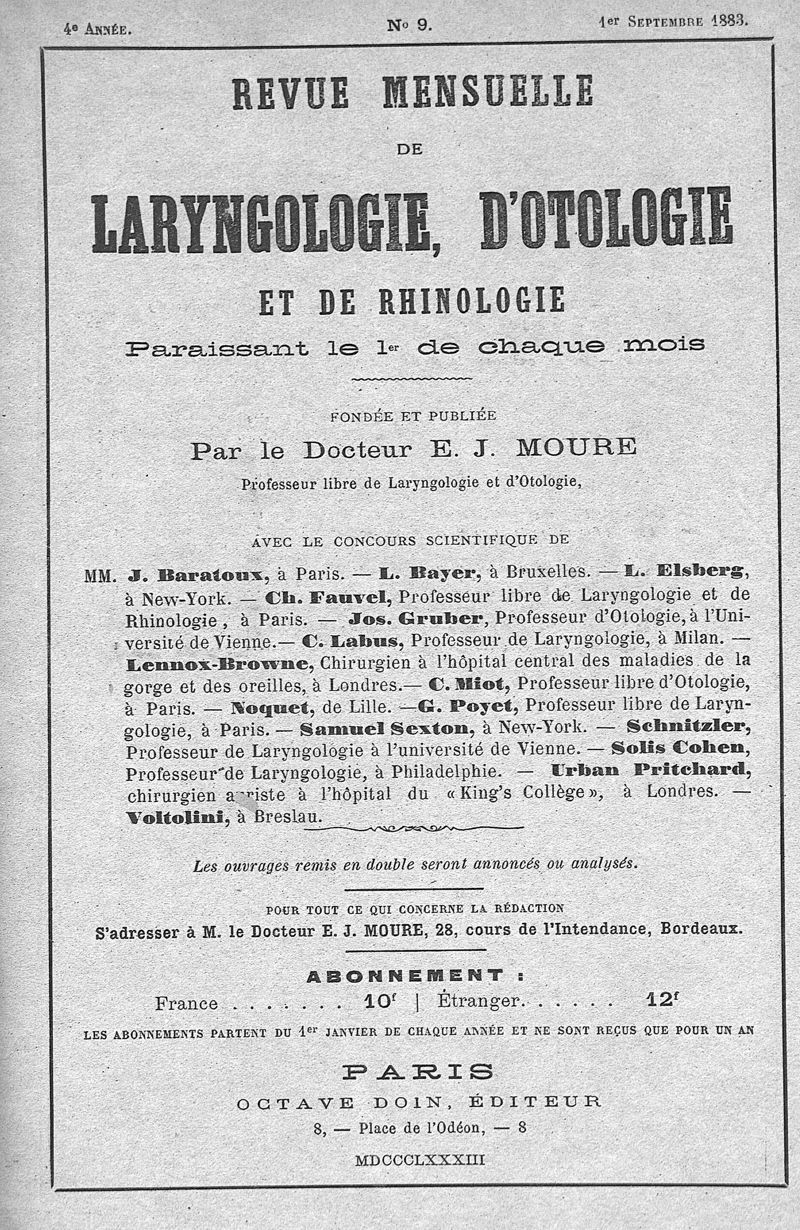 4e ANNÉE.
No 9.
1er SEPTEMBRE 1883.
REVUE MENSUELLE
DE
LARYNGOLOGIE, D'OTOLOGIE
ET DE RHINOLOGIE
Paraissant le 1er de chaque mois
FONDÉE ET PUBLIÉE
Par le Docteur E. J. MOURE
Professeur libre de Laryngologie et d'Otologie,
AVEC LE CONCOURS SCIENTIFIQUE DE
MM. J. Baratoux, à Paris. — L. Bayer, à Bruxelles. — L. Elsberg,
à New-York. — Ch. Fauvel, Professeur libre de Laryngologie et de
Rhinologie, à Paris. — Jos. Gruber, Professeur d'Otologie, à l'Uni-
versité de Vienne. — C. Labus, Professeur de Laryngologie, à Milan. —
Lennox-Browne, Chirurgien à l'hôpital central des maladies de la
gorge et des oreilles, à Londres. — C. Miot, Professeur libre d'Otologie,
à Paris. — Noquet, de Lille. — G. Poyet, Professeur libre de Laryn-
gologie, à Paris. — Samuel Sexton, à New-York. — Schnitzler,
Professeur de Laryngologie à l'université de Vienne. — Solis Cohen,
Professeur de Laryngologie, à Philadelphie. — Urban Pritchard,
chirurgien à l'hôpital du «King's Collège», à Londres. —
Voltolini, à Breslau.
Les ouvrages remis en double seront annoncés ou analysés.
POUR TOUT CE QUI CONCERNE LA RÉDACTION
S'adresser à M. le Docteur E. J. MOURE, 28, cours de l'Intendance, Bordeaux.
ABONNEMENT :
France . . . . . . . 10f | Étranger. . . . . . 12f
LES ABONNEMENTS PARTENT DU 1er JANVIER DE CHAQUE ANNÉE ET NE SONT REÇUS QUE POUR UN AN
PARIS
OCTAVE DOIN, ÉDITEUR
8, — Place de l'Odéon, — 8
MDCCCLXXXIII